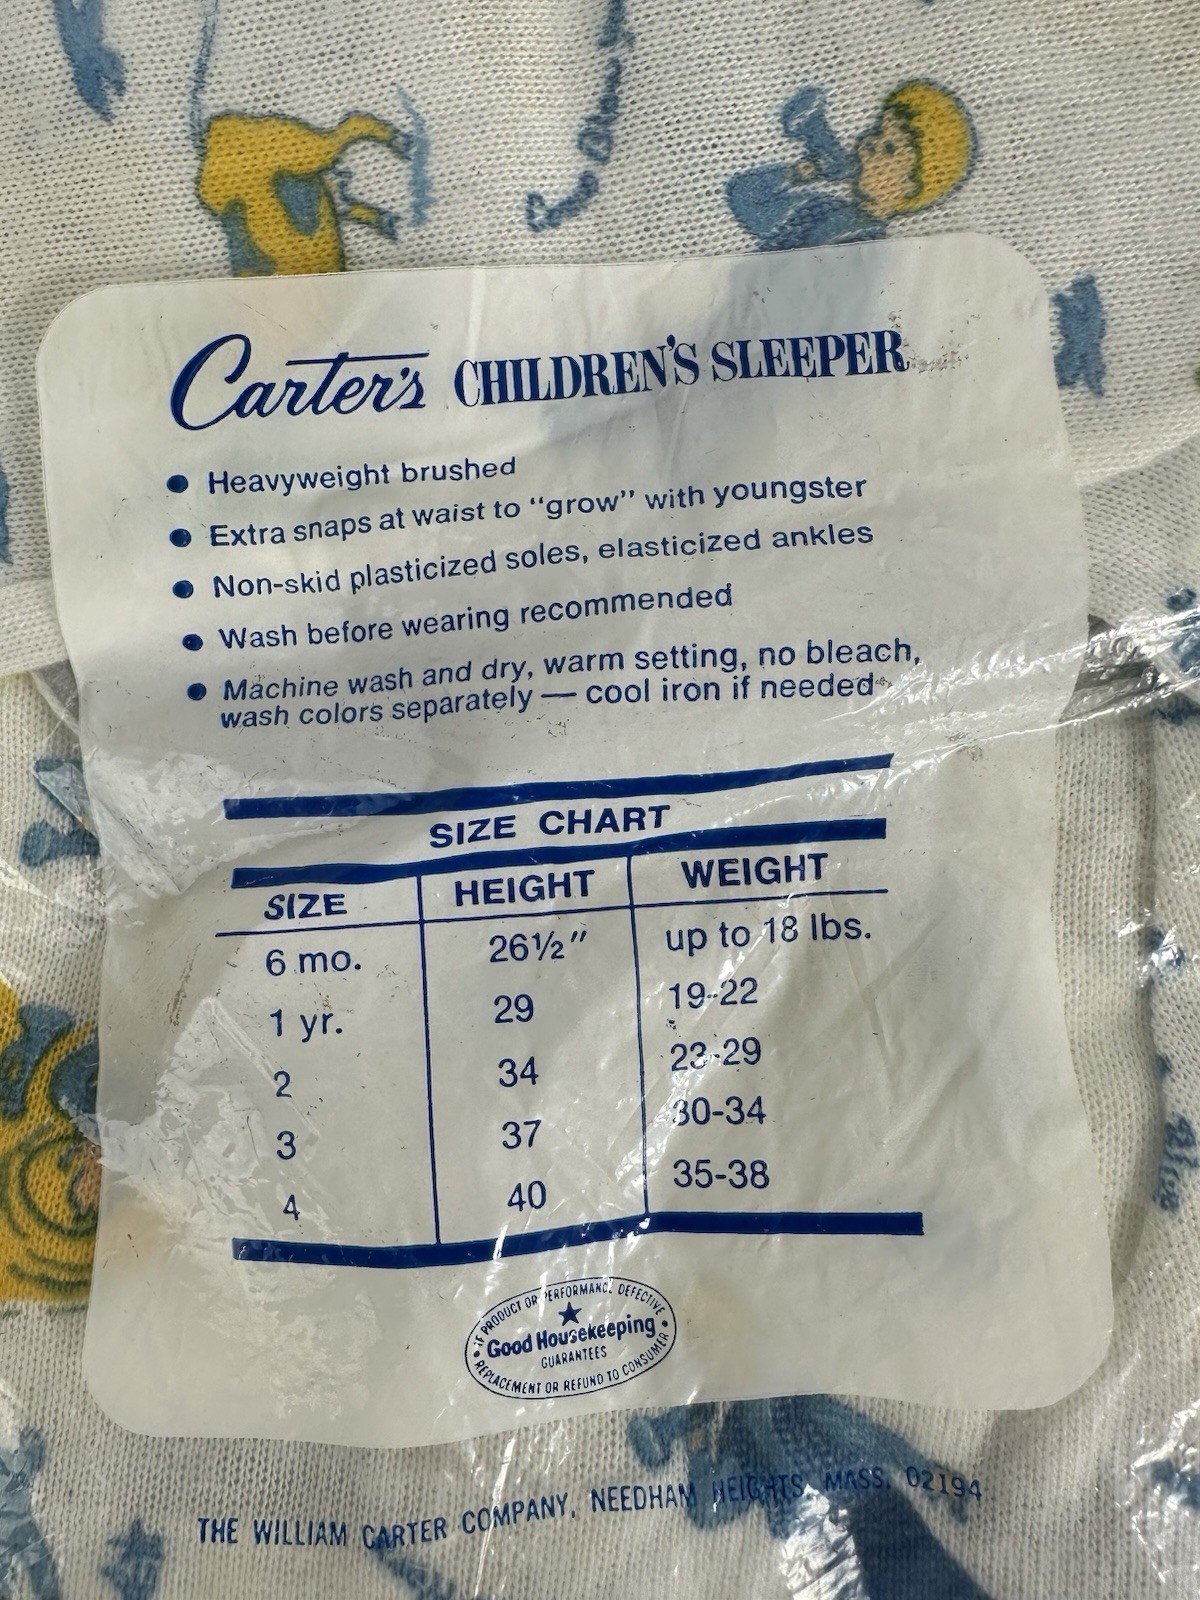 Carter's CHILDREN'S SLEEPER
● Heavyweight brushed
● Extra snaps at waist to “grow” with youngster
● Non-skid plasticized soles, elasticized ankles
● Wash before wearing recommended
● Machine wash and dry, warm setting, no bleach,
wash colors separately — cool iron if needed
SIZE CHART
SIZE HEIGHT WEIGHT
6 mo. 26½" up to 18 lbs.
1 yr. 29 19-22
2 34 23-29
3 37 30-34
4 40 35-38
IF PRODUCT OR PERFORMANCE DEFECTIVE
Good Housekeeping
GUARANTEES
REPLACEMENT OR REFUND TO CONSUMER
THE WILLIAM CARTER COMPANY, NEEDHAM HEIGHTS, MASS. 02194